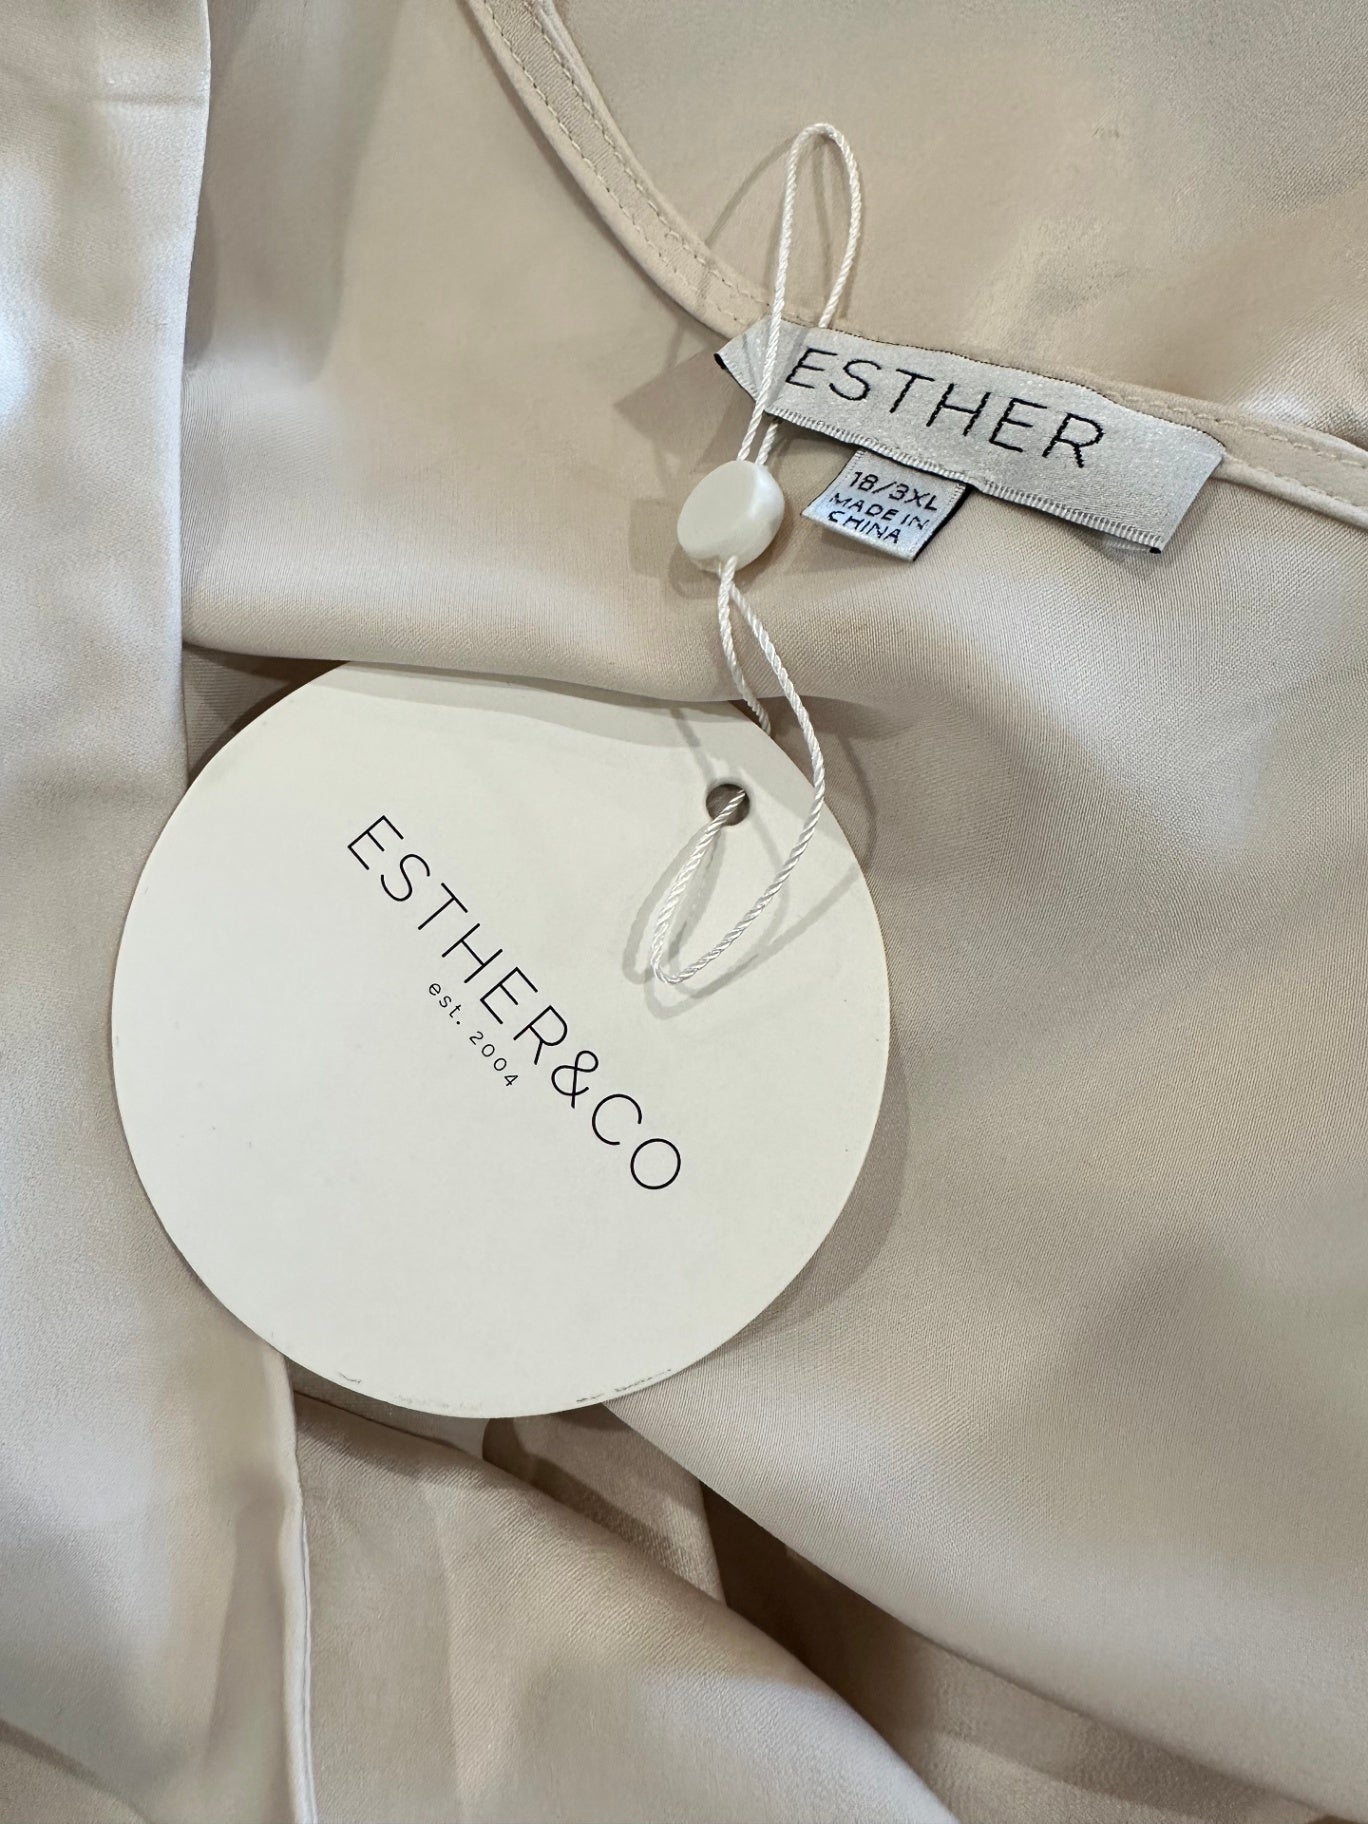 ESTHER
18/3XL
MADE IN
CHINA
ESTHER&CO
est. 2004